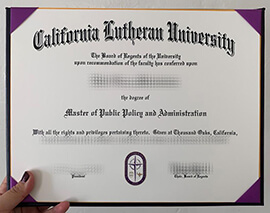 California Lutheran University
The Board of Regents of the University
upon recommendation of the faculty has conferred upon
the degree of
Master of Public Policy and Administration
With all the rights and privileges pertaining thereto. Given at Thousand Oaks, California,
President
Chair, Board of Regents